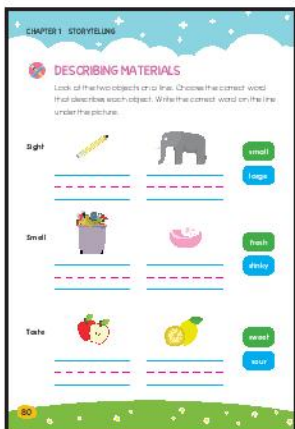 CHAPTER 1 STORYTELLING
DESCRIBING MATERIALS
Look at the two objects on a line. Choose the correct word
that describes each object. Write the correct word on the line
under the picture.
Sight
small
large
Smell
fresh
stinky
Taste
sweet
sour
80